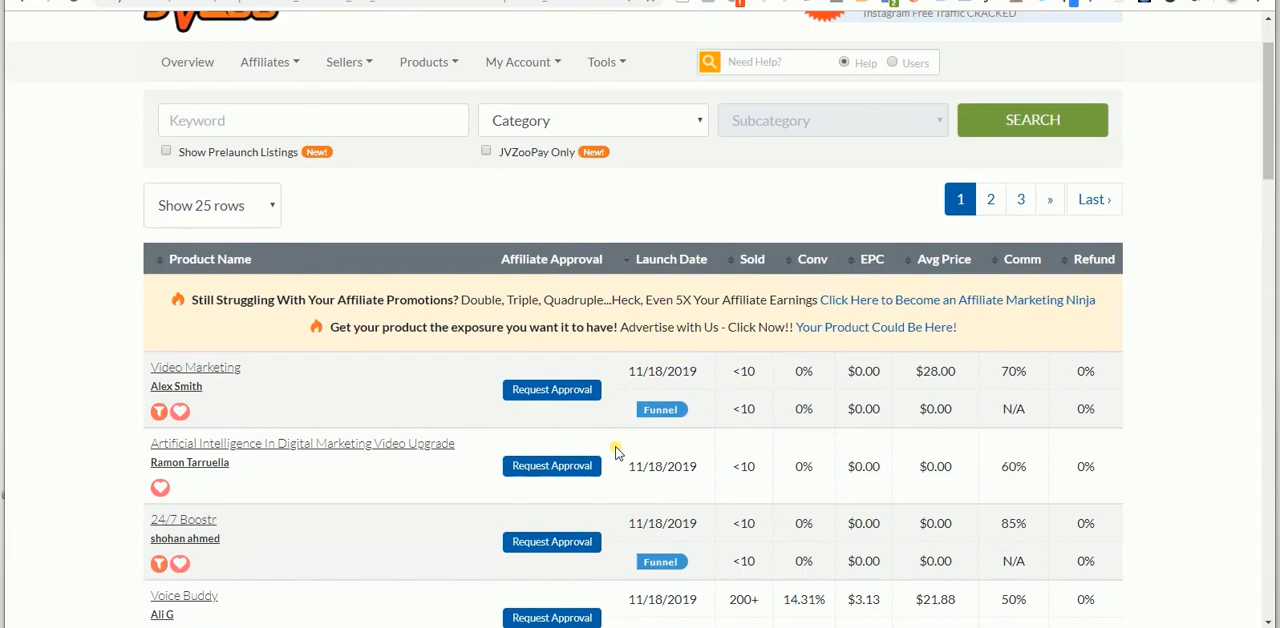 Instagram Free Traffic CRACKED
Overview Affiliates Sellers Products My Account Tools Need Help? Help Users
Keyword Category Subcategory SEARCH
Show Prelaunch Listings New! JVZooPay Only New!
Show 25 rows 1 2 3 » Last ›
Product Name Affiliate Approval Launch Date Sold Conv EPC Avg Price Comm Refund
Still Struggling With Your Affiliate Promotions? Double, Triple, Quadruple...Heck, Even 5X Your Affiliate Earnings Click Here to Become an Affiliate Marketing Ninja
Get your product the exposure you want it to have! Advertise with Us - Click Now!! Your Product Could Be Here!
Video Marketing 11/18/2019 <10 0% $0.00 $28.00 70% 0%
Alex Smith Request Approval
Funnel <10 0% $0.00 $0.00 N/A 0%
Artificial Intelligence In Digital Marketing Video Upgrade
Ramon Tarruella Request Approval 11/18/2019 <10 0% $0.00 $0.00 60% 0%
24/7 Boostr 11/18/2019 <10 0% $0.00 $0.00 85% 0%
shohan ahmed Request Approval
Funnel <10 0% $0.00 $0.00 N/A 0%
Voice Buddy 11/18/2019 200+ 14.31% $3.13 $21.88 50% 0%
Ali G Request Approval